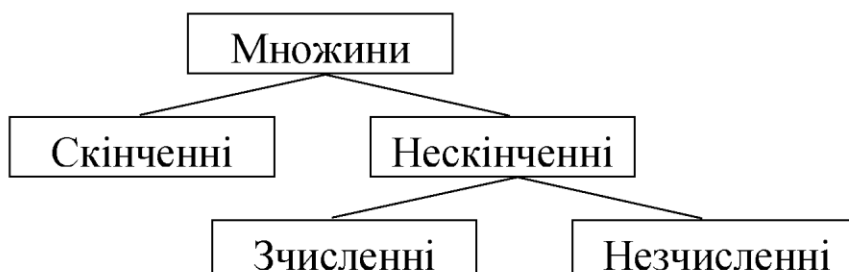 Множини
Скінченні Нескінченні
Зчисленні Незчисленні